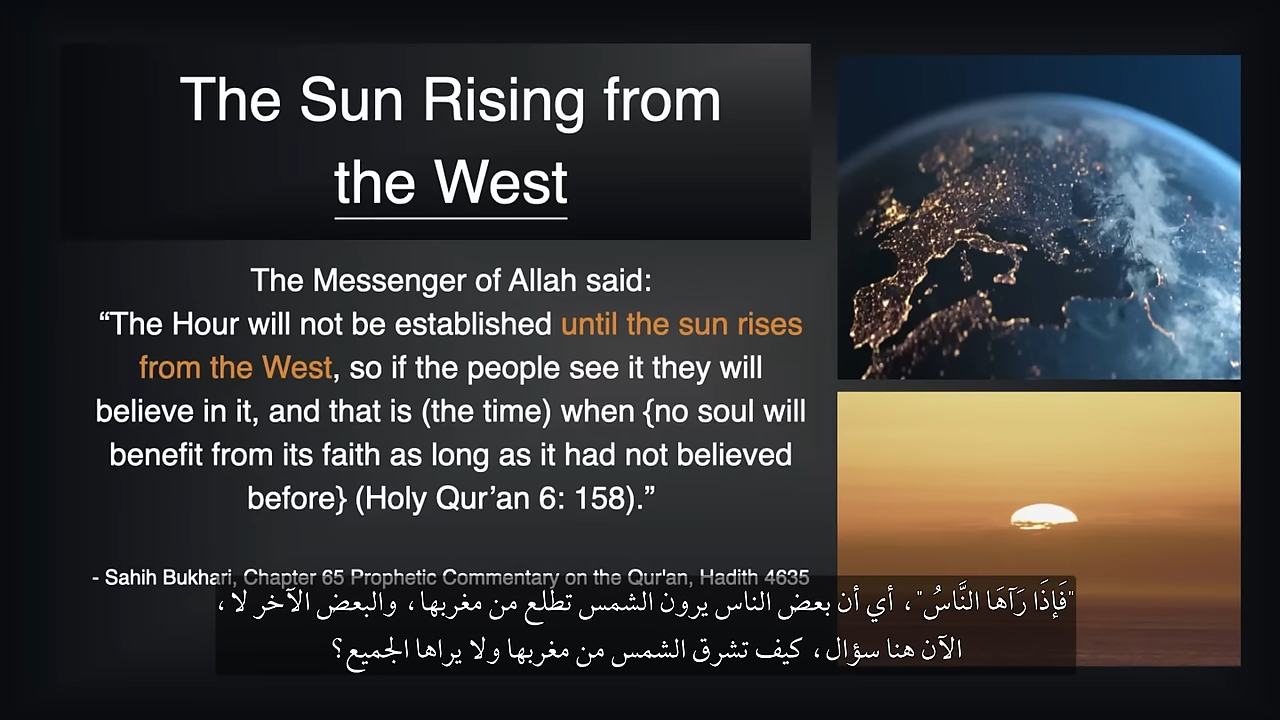 The Sun Rising from
the West
The Messenger of Allah said:
“The Hour will not be established until the sun rises
from the West, so if the people see it they will
believe in it, and that is (the time) when {no soul will
benefit from its faith as long as it had not believed
before} (Holy Qur’an 6: 158).”
- Sahih Bukhari, Chapter 65 Prophetic Commentary on the Qur'an, Hadith 4635
"فَإِذَا رَآهَا النَّاسُ"، أي أن بعض الناس يرون الشمس تطلع من مغربها، والبعض الآخر لا،
الآن هنا سؤال، كيف تشرق الشمس من مغربها ولا يراها الجميع؟